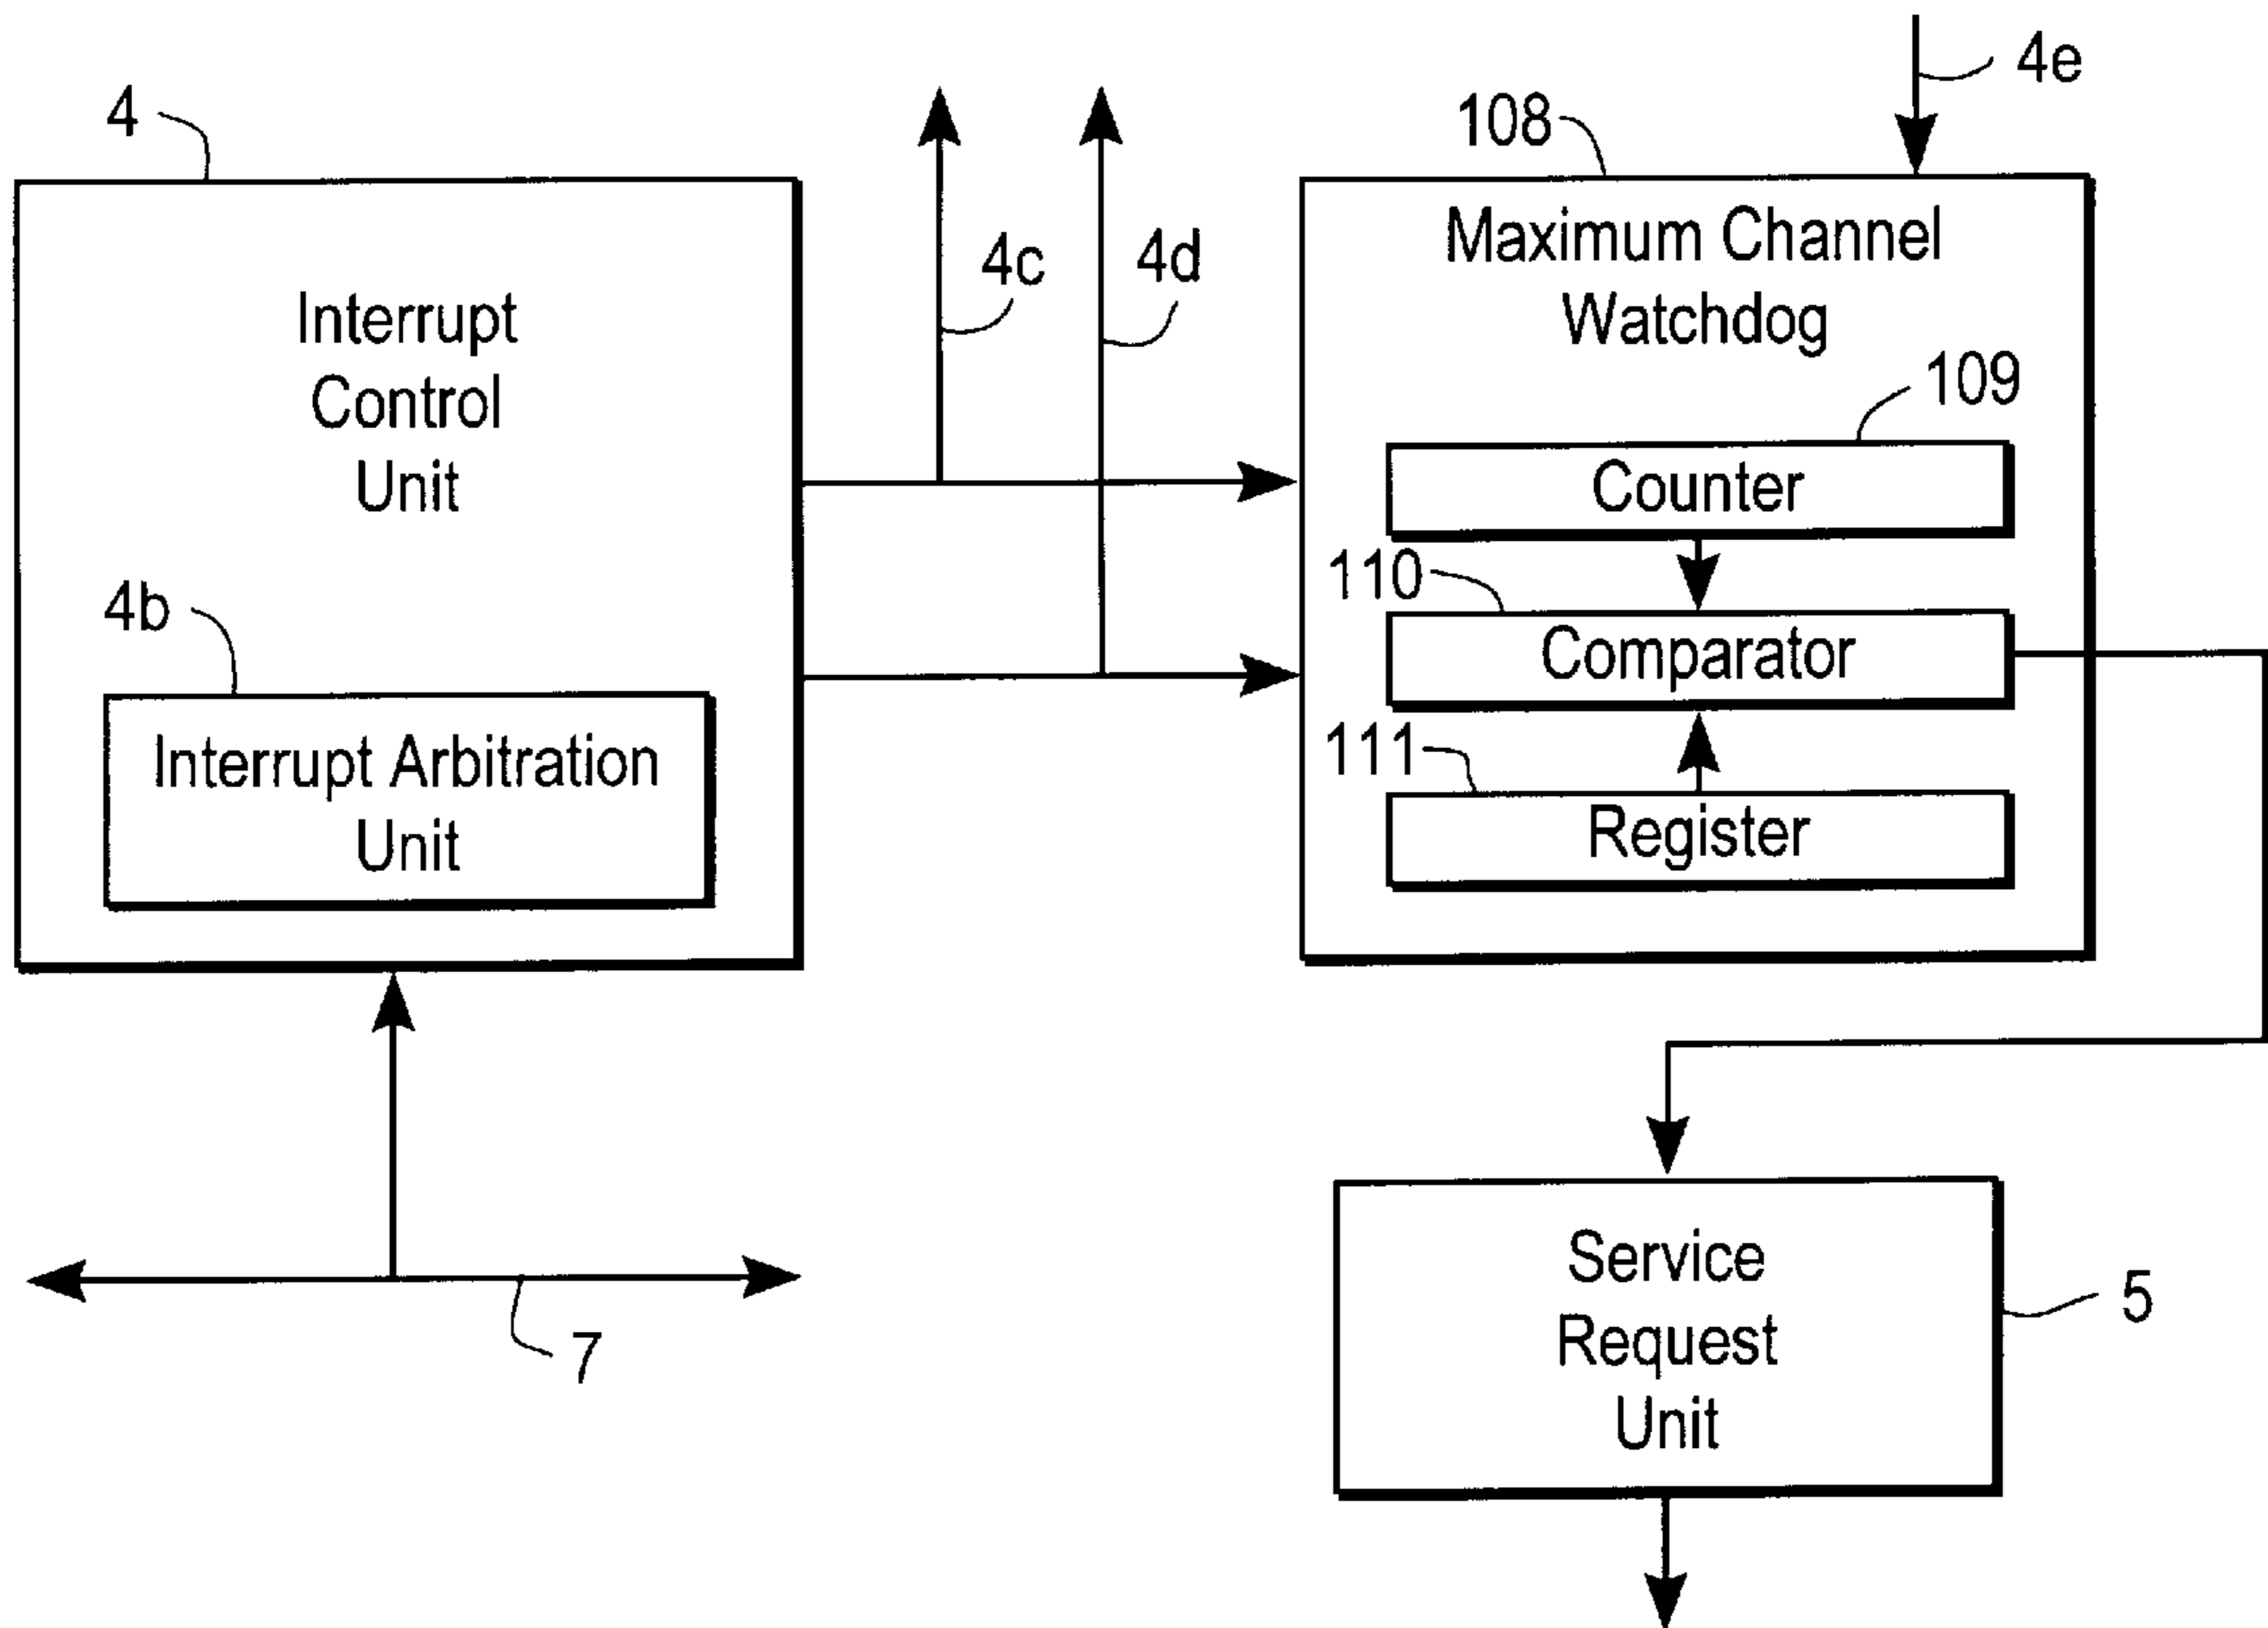 4
Interrupt
Control
Unit
4b
Interrupt Arbitration
Unit
7
4c
4d
4e
108
Maximum Channel
Watchdog
109
Counter
110
Comparator
111
Register
Service
Request
Unit
5